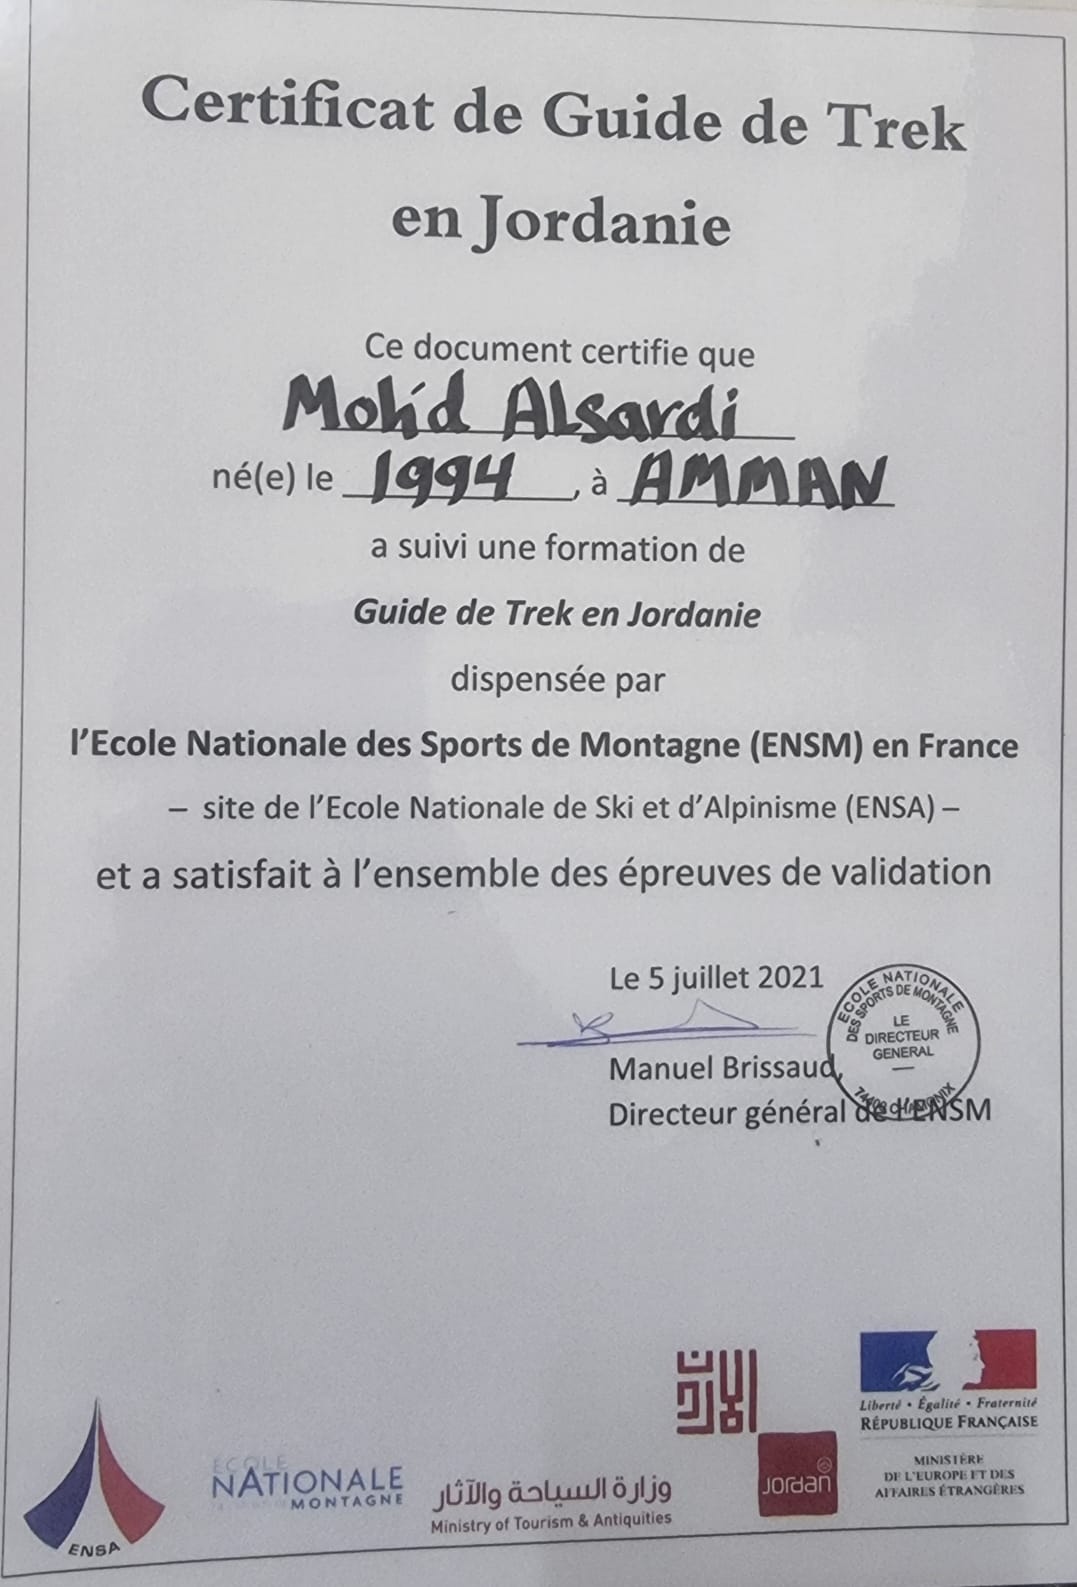 Certificat de Guide de Trek
en Jordanie
Ce document certifie que
Moh'd Alsardi
né(e) le 1994, à AMMAN
a suivi une formation de
Guide de Trek en Jordanie
dispensée par
l'Ecole Nationale des Sports de Montagne (ENSM) en France
– site de l'Ecole Nationale de Ski et d'Alpinisme (ENSA) –
et a satisfait à l'ensemble des épreuves de validation
Le 5 juillet 2021
ECOLE NATIONALE
DES SPORTS DE MONTAGNE
LE
DIRECTEUR
GENERAL
74400 CHAMONIX
Manuel Brissaud,
Directeur général de l'ENSM
ENSA
ECOLE
NATIONALE
MONTAGNE
وزارة السياحة والآثار
Ministry of Tourism & Antiquities
الأردن
Jordan
Liberté • Égalité • Fraternité
RÉPUBLIQUE FRANÇAISE
MINISTÈRE
DE L'EUROPE ET DES
AFFAIRES ÉTRANGÈRES